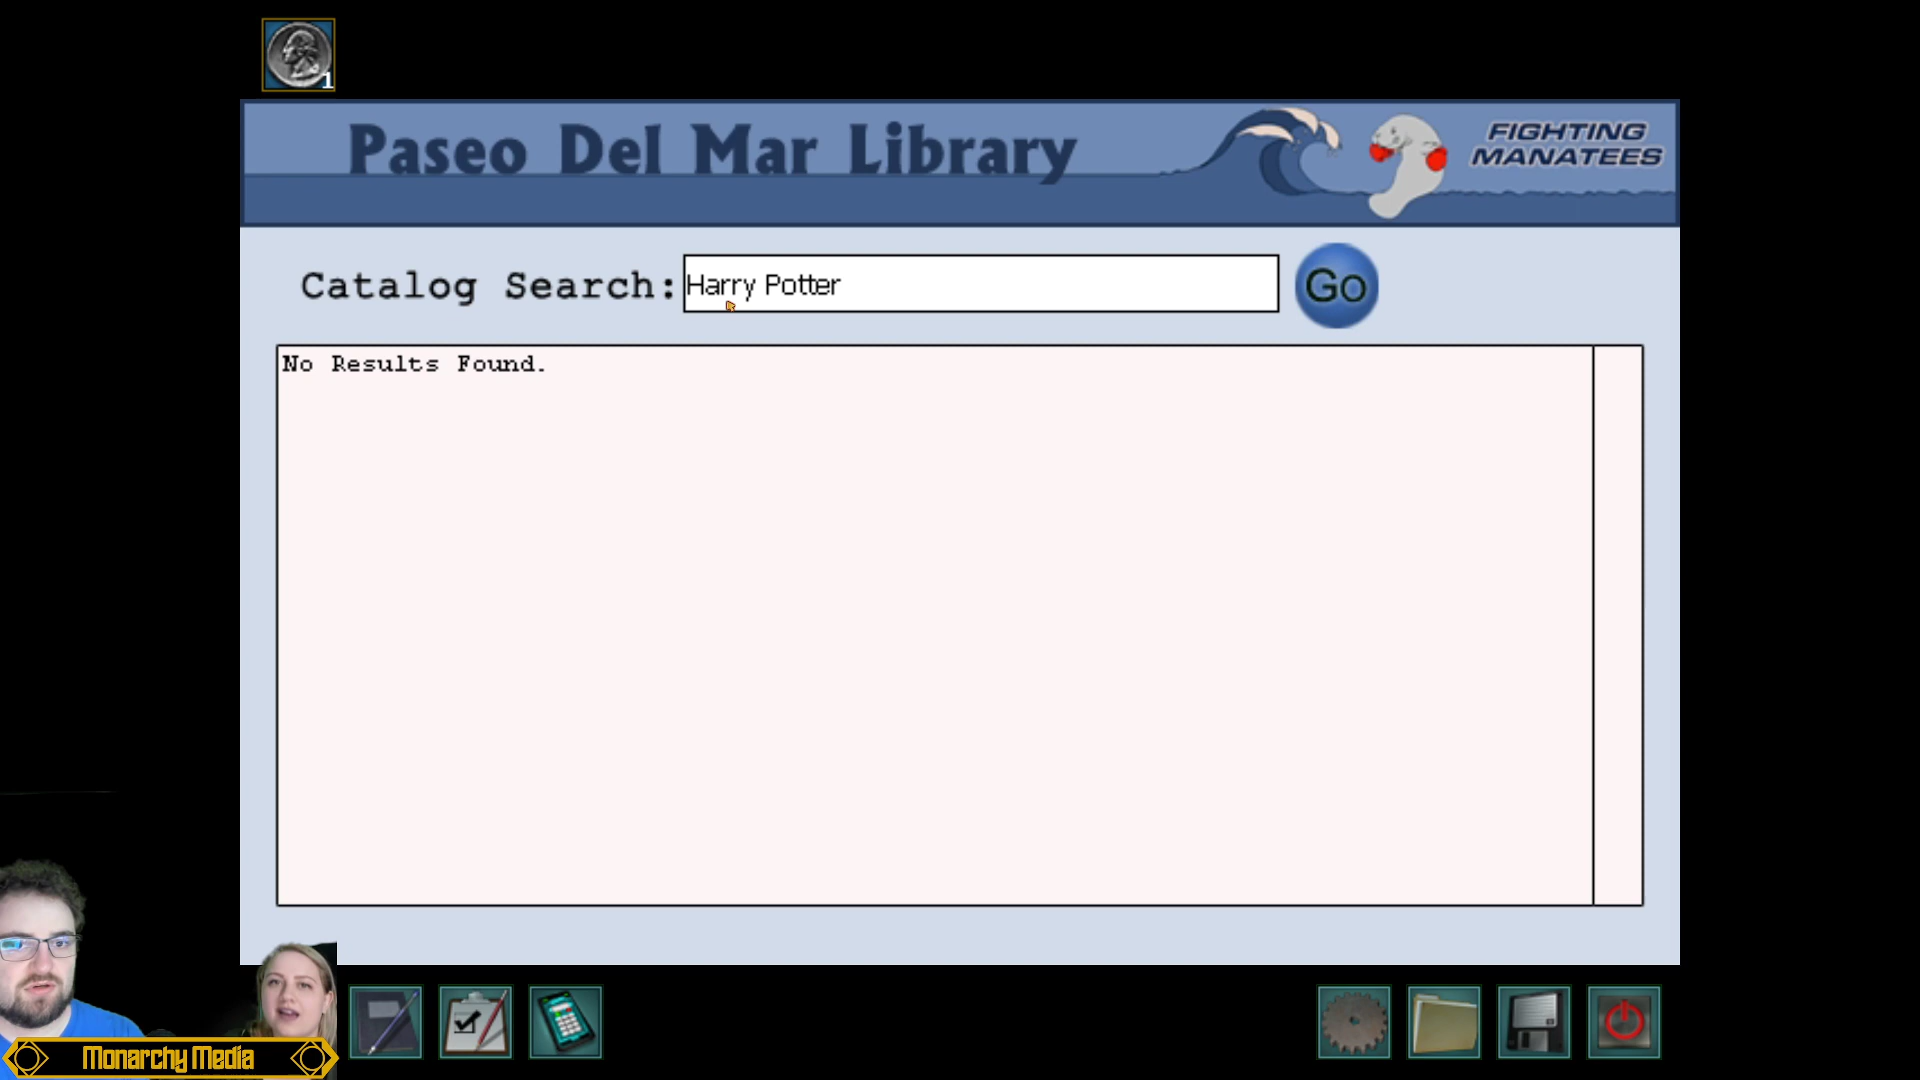 1
Paseo Del Mar Library
FIGHTING
MANATEES
Catalog Search:
Harry Potter
Go
No Results Found.
Monarchy Media